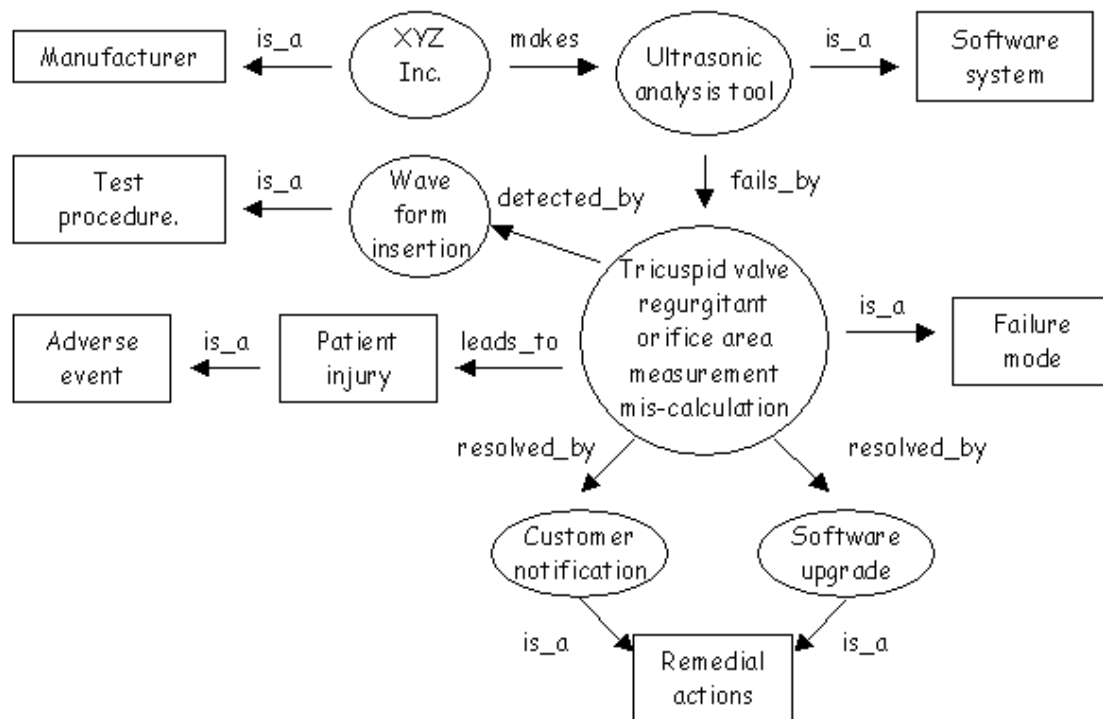 Manufacturer
is_a
XYZ
Inc.
makes
Ultrasonic
analysis tool
is_a
Software
system
Test
procedure.
is_a
Wave
form
insertion
detected_by
fails_by
Tricuspid valve
regurgitant
orifice area
measurement
mis-calculation
is_a
Failure
mode
Adverse
event
is_a
Patient
injury
leads_to
resolved_by
resolved_by
Customer
notification
Software
upgrade
is_a
is_a
Remedial
actions